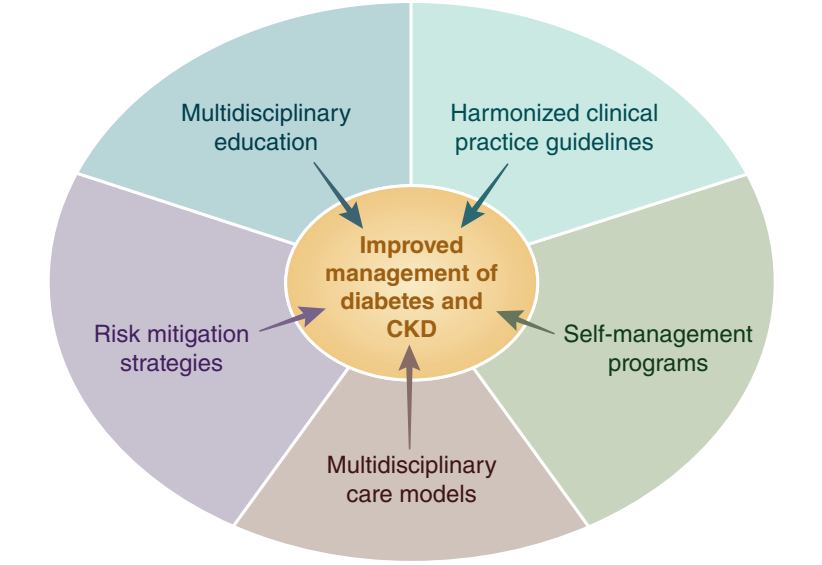 Multidisciplinary
education
Harmonized clinical
practice guidelines
Improved
management of
diabetes and
CKD
Risk mitigation
strategies
Self-management
programs
Multidisciplinary
care models